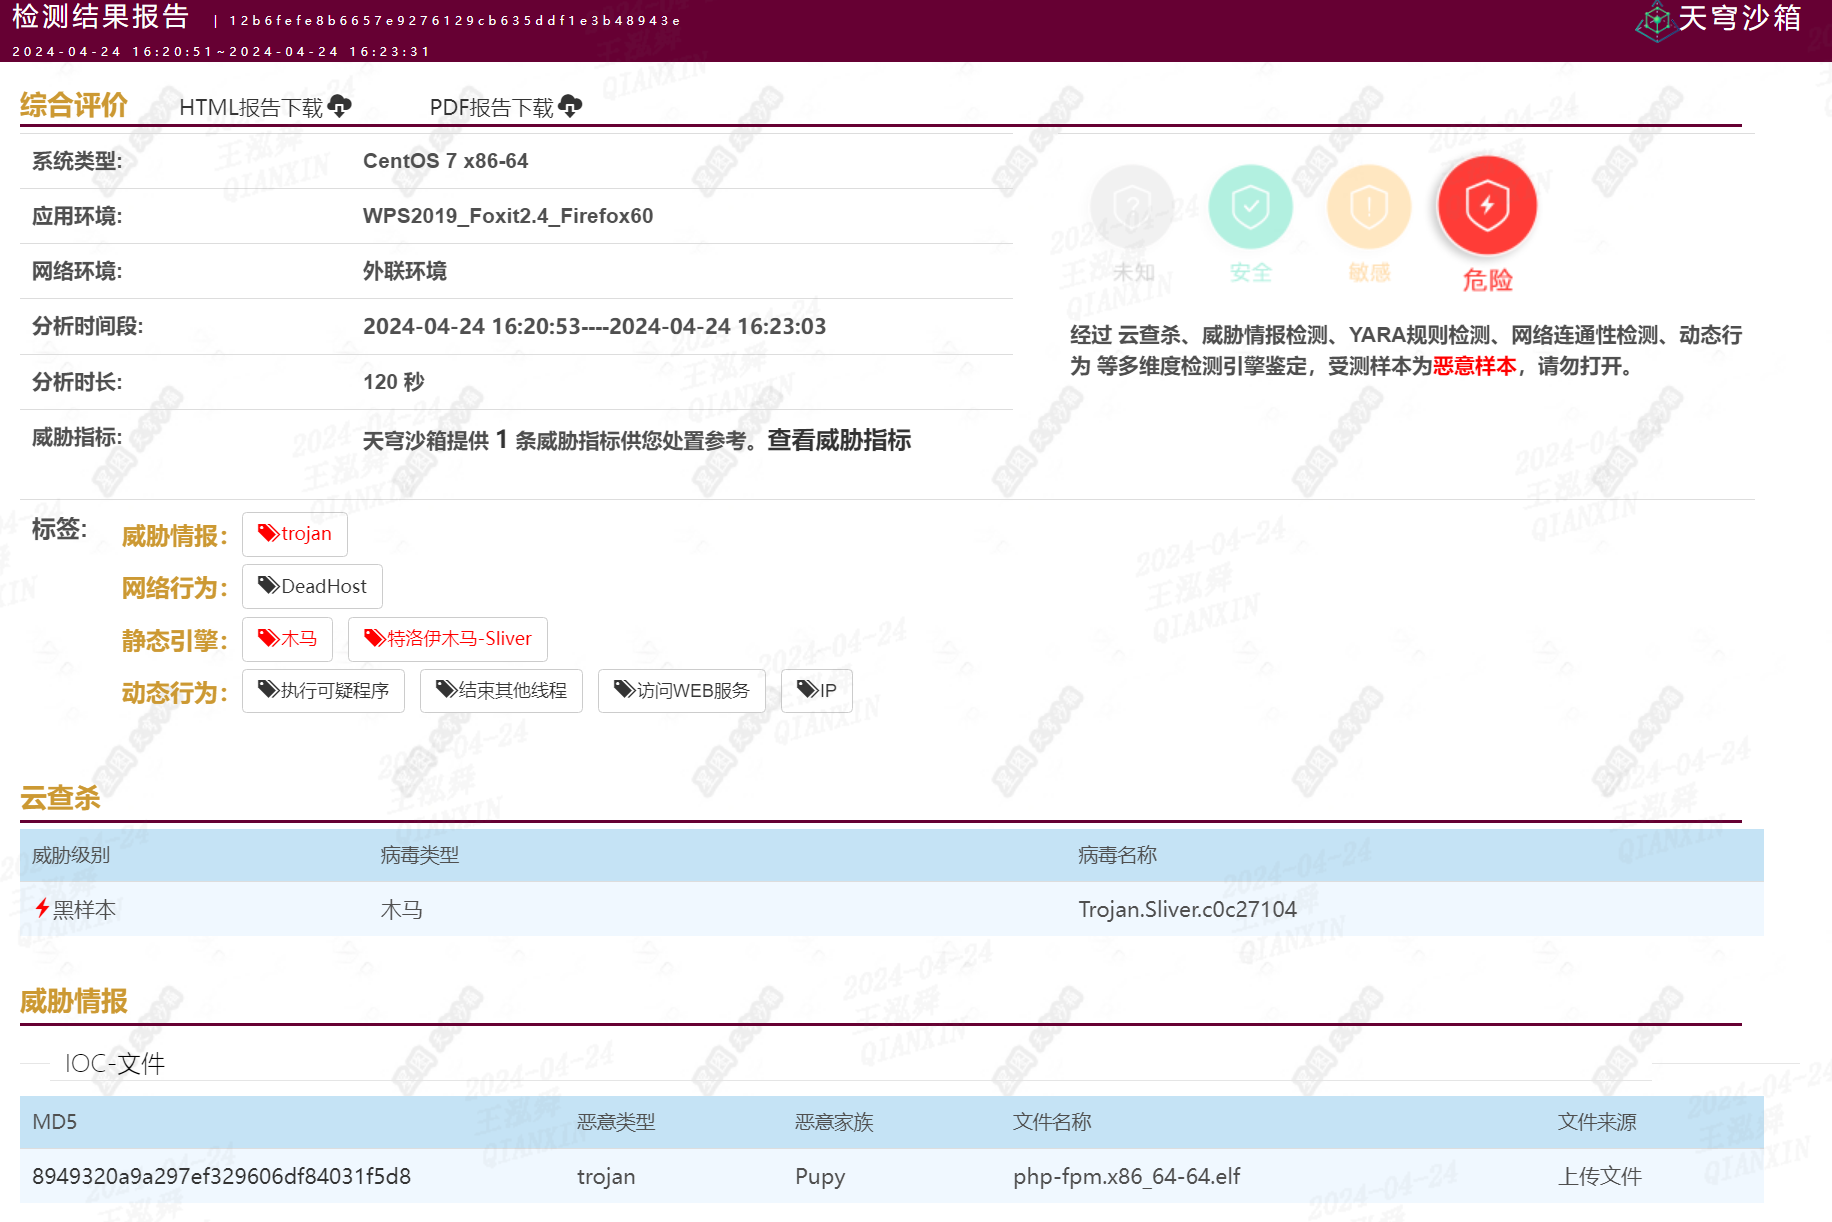 检测结果报告 | 12b6fefe8b6657e9276129cb635ddf1e3b48943e
天穹沙箱
2024-04-24 16:20:51~2024-04-24 16:23:31
综合评价 HTML报告下载 PDF报告下载
系统类型: CentOS 7 x86-64
应用环境: WPS2019_Foxit2.4_Firefox60
网络环境: 外联环境
分析时间段: 2024-04-24 16:20:53----2024-04-24 16:23:03
分析时长: 120 秒
威胁指标: 天穹沙箱提供 1 条威胁指标供您处置参考。查看威胁指标
未知 安全 敏感 危险
经过 云查杀、威胁情报检测、YARA规则检测、网络连通性检测、动态行
为 等多维度检测引擎鉴定，受测样本为恶意样本，请勿打开。
标签: 威胁情报: trojan
网络行为: DeadHost
静态引擎: 木马 特洛伊木马-Sliver
动态行为: 执行可疑程序 结束其他线程 访问WEB服务 IP
云查杀
威胁级别 病毒类型 病毒名称
黑样本 木马 Trojan.Sliver.c0c27104
威胁情报
IOC-文件
MD5 恶意类型 恶意家族 文件名称 文件来源
8949320a9a297ef329606df84031f5d8 trojan Pupy php-fpm.x86_64-64.elf 上传文件
2024-04-24
王泓舜
QIANXIN